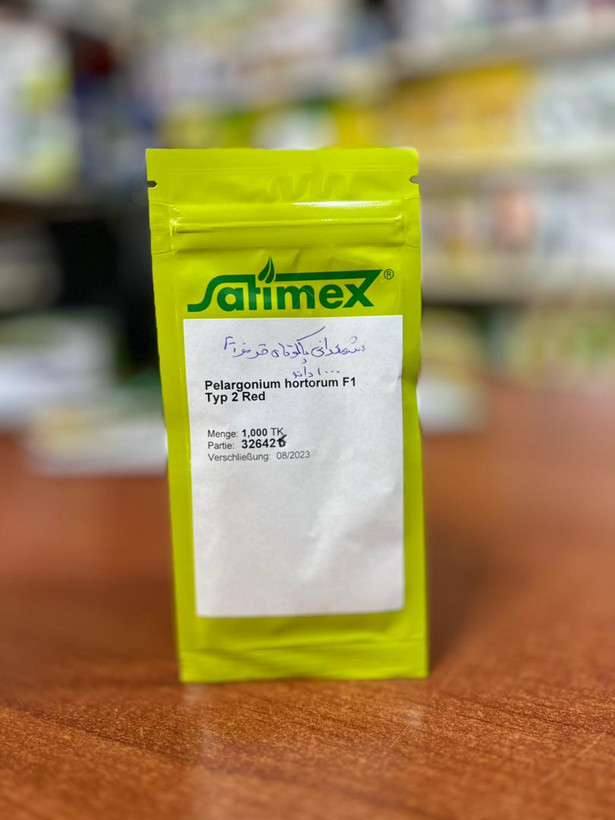 Satimex®
شمعدانی پاکوتاه قرمز F1
۱۰۰۰ دانه
Pelargonium hortorum F1
Typ 2 Red
Menge: 1,000 TK
Partie: 326426
Verschließung: 08/2023